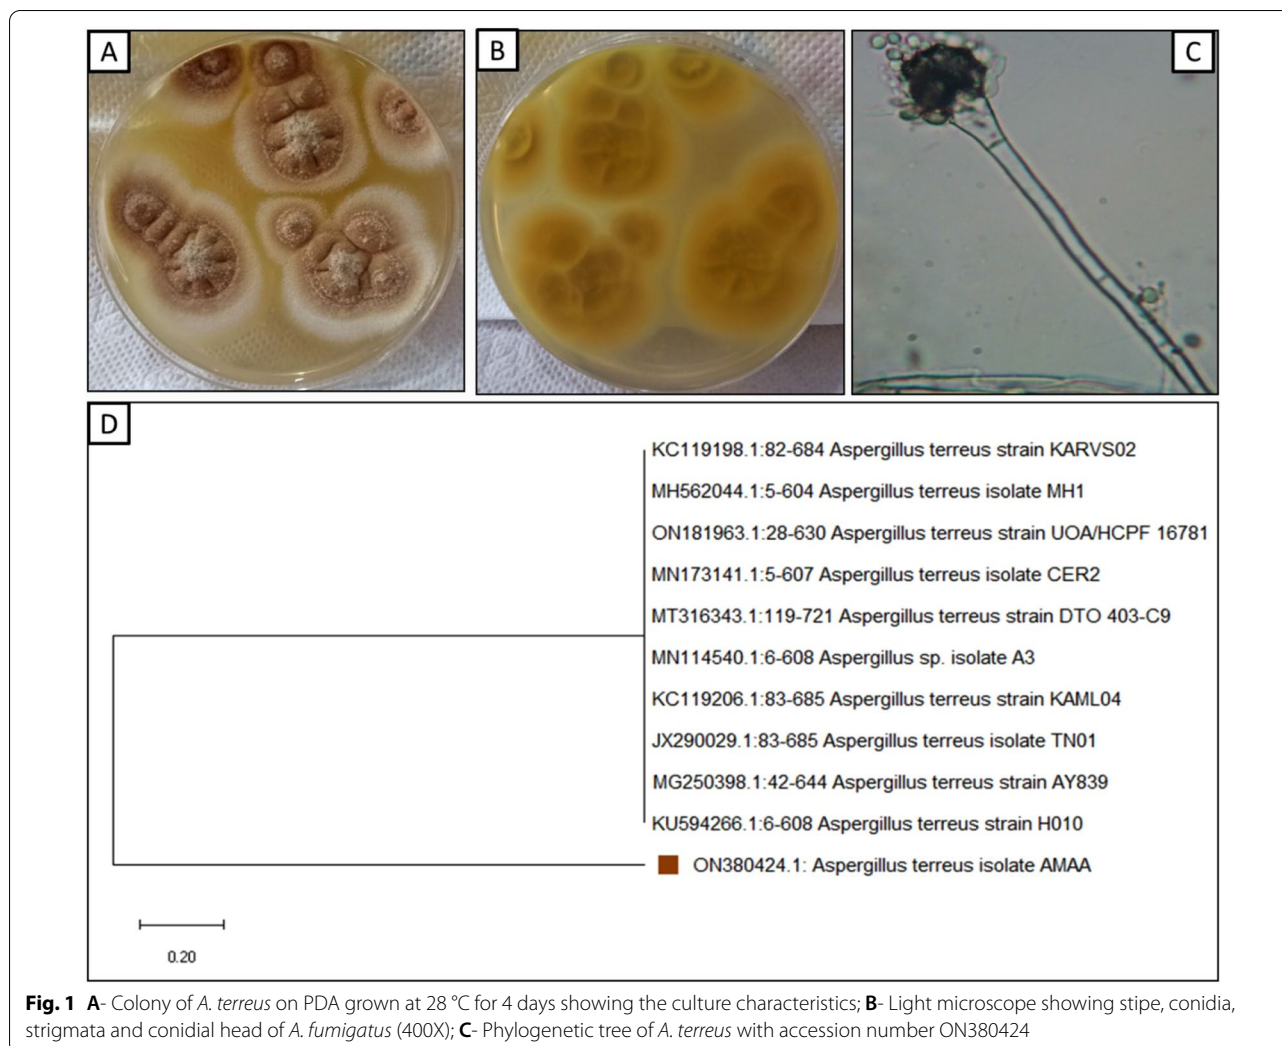 A
B
C
D
KC119198.1:82-684 Aspergillus terreus strain KARVS02
MH562044.1:5-604 Aspergillus terreus isolate MH1
ON181963.1:28-630 Aspergillus terreus strain UOA/HCPF 16781
MN173141.1:5-607 Aspergillus terreus isolate CER2
MT316343.1:119-721 Aspergillus terreus strain DTO 403-C9
MN114540.1:6-608 Aspergillus sp. isolate A3
KC119206.1:83-685 Aspergillus terreus strain KAML04
JX290029.1:83-685 Aspergillus terreus isolate TN01
MG250398.1:42-644 Aspergillus terreus strain AY839
KU594266.1:6-608 Aspergillus terreus strain H010
ON380424.1: Aspergillus terreus isolate AMAA
0.20
Fig. 1 A- Colony of A. terreus on PDA grown at 28 °C for 4 days showing the culture characteristics; B- Light microscope showing stipe, conidia,
strigmata and conidial head of A. fumigatus (400X); C- Phylogenetic tree of A. terreus with accession number ON380424